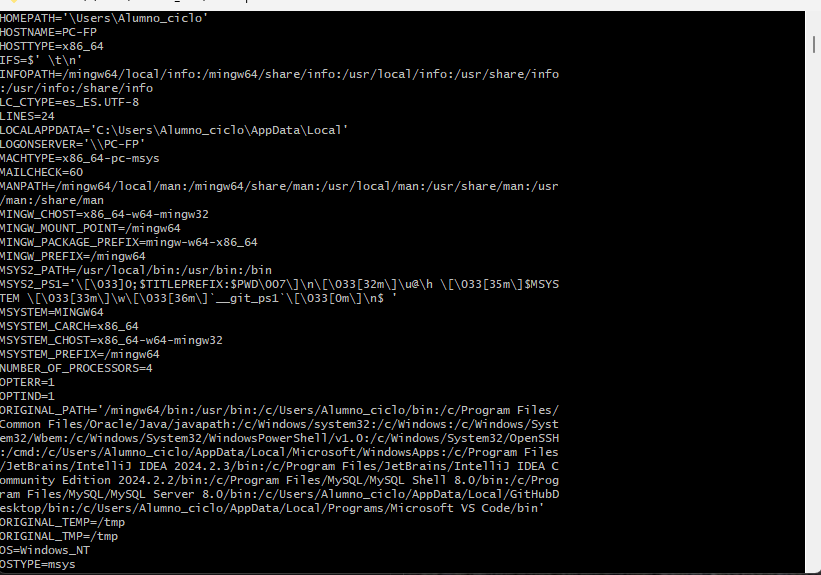 HOMEPATH='\Users\Alumno_ciclo'
HOSTNAME=PC-FP
HOSTTYPE=x86_64
IFS=$' \t\n'
INFOPATH=/mingw64/local/info:/mingw64/share/info:/usr/local/info:/usr/share/info
:/usr/info:/share/info
LC_CTYPE=es_ES.UTF-8
LINES=24
LOCALAPPDATA='C:\Users\Alumno_ciclo\AppData\Local'
LOGONSERVER='\\PC-FP'
MACHTYPE=x86_64-pc-msys
MAILCHECK=60
MANPATH=/mingw64/local/man:/mingw64/share/man:/usr/local/man:/usr/share/man:/usr
/man:/share/man
MINGW_CHOST=x86_64-w64-mingw32
MINGW_MOUNT_POINT=/mingw64
MINGW_PACKAGE_PREFIX=mingw-w64-x86_64
MINGW_PREFIX=/mingw64
MSYS2_PATH=/usr/local/bin:/usr/bin:/bin
MSYS2_PS1='\[\033]0;$TITLEPREFIX:$PWD\007\]\n\[\033[32m\]\u@\h \[\033[35m\]$MSYS
TEM \[\033[33m\]\w\[\033[36m\]`__git_ps1`\[\033[0m\]\n$ '
MSYSTEM=MINGW64
MSYSTEM_CARCH=x86_64
MSYSTEM_CHOST=x86_64-w64-mingw32
MSYSTEM_PREFIX=/mingw64
NUMBER_OF_PROCESSORS=4
OPTERR=1
OPTIND=1
ORIGINAL_PATH='/mingw64/bin:/usr/bin:/c/Users/Alumno_ciclo/bin:/c/Program Files/
Common Files/Oracle/Java/javapath:/c/Windows/system32:/c/Windows:/c/Windows/Syst
em32/Wbem:/c/Windows/System32/WindowsPowerShell/v1.0:/c/Windows/System32/OpenSSH
:/cmd:/c/Users/Alumno_ciclo/AppData/Local/Microsoft/WindowsApps:/c/Program Files
/JetBrains/IntelliJ IDEA 2024.2.3/bin:/c/Program Files/JetBrains/IntelliJ IDEA C
ommunity Edition 2024.2.2/bin:/c/Program Files/MySQL/MySQL Shell 8.0/bin:/c/Prog
ram Files/MySQL/MySQL Server 8.0/bin:/c/Users/Alumno_ciclo/AppData/Local/GitHubD
esktop/bin:/c/Users/Alumno_ciclo/AppData/Local/Programs/Microsoft VS Code/bin'
ORIGINAL_TEMP=/tmp
ORIGINAL_TMP=/tmp
OS=Windows_NT
OSTYPE=msys